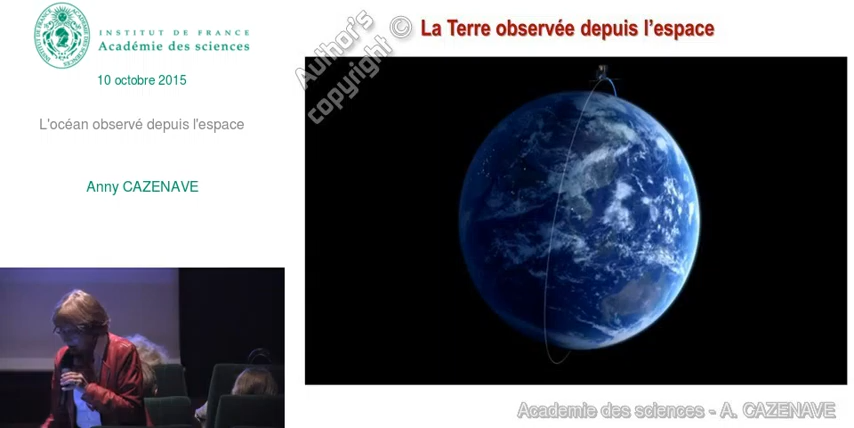 INSTITUT DE FRANCE
Académie des sciences
10 octobre 2015
L'océan observé depuis l'espace
Anny CAZENAVE
Author's ©
copyright
La Terre observée depuis l'espace
Academie des sciences - A. CAZENAVE